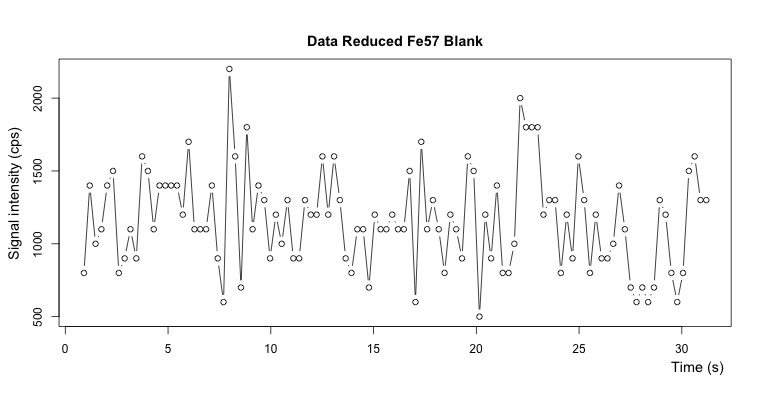 Data Reduced Fe57 Blank
Signal intensity (cps)
2000
1500
1000
500
0 5 10 15 20 25 30
Time (s)